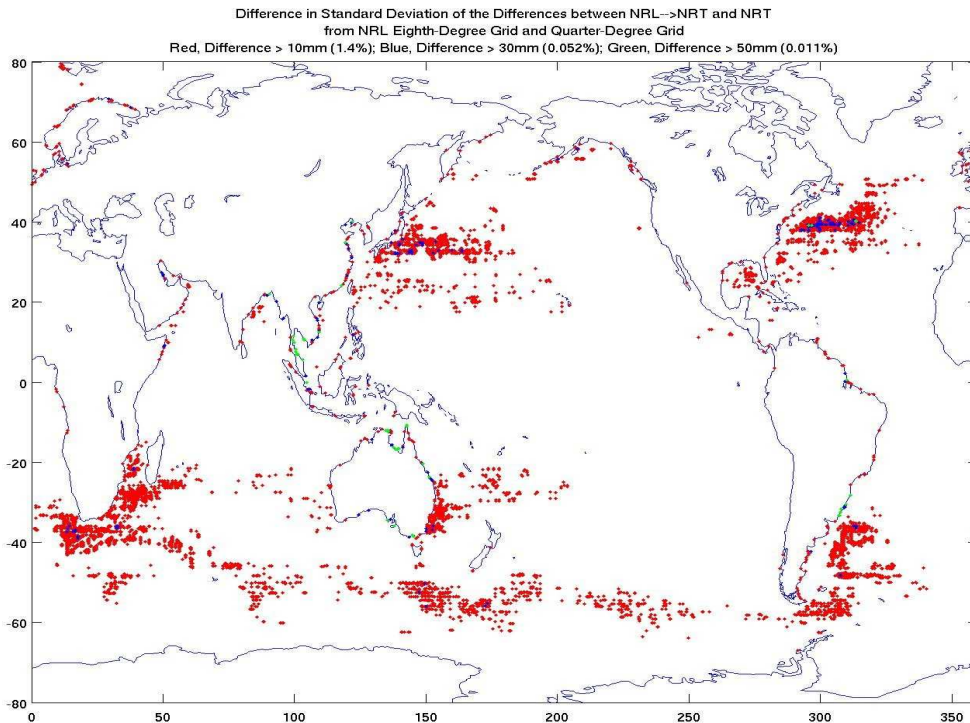 Difference in Standard Deviation of the Differences between NRL-->NRT and NRT
from NRL Eighth-Degree Grid and Quarter-Degree Grid
Red, Difference > 10mm (1.4%); Blue, Difference > 30mm (0.052%); Green, Difference > 50mm (0.011%)
80
60
40
20
0
-20
-40
-60
-80
0 50 100 150 200 250 300 350